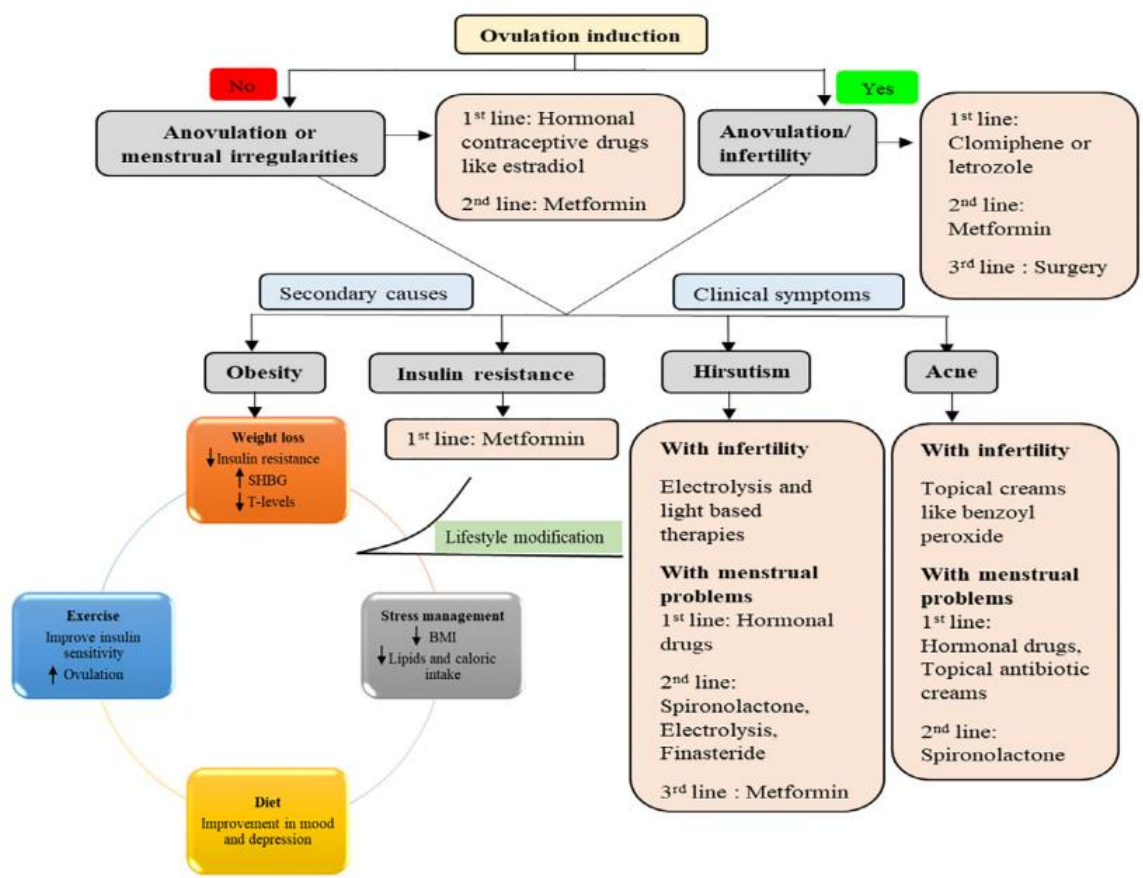 Ovulation induction
No
Yes
Anovulation or
menstrual irregularities
1st line: Hormonal
contraceptive drugs
like estradiol
2nd line: Metformin
Anovulation/
infertility
1st line:
Clomiphene or
letrozole
2nd line:
Metformin
3rd line : Surgery
Secondary causes
Clinical symptoms
Obesity
Insulin resistance
Hirsutism
Acne
Weight loss
↓Insulin resistance
↑ SHBG
↓ T-levels
Exercise
Improve insulin
sensitivity
↑ Ovulation
Stress management
↓ BMI
↓Lipids and caloric
intake
Diet
Improvement in mood
and depression
1st line: Metformin
Lifestyle modification
With infertility
Electrolysis and
light based
therapies
With menstrual
problems
1st line: Hormonal
drugs
2nd line:
Spironolactone,
Electrolysis,
Finasteride
3rd line : Metformin
With infertility
Topical creams
like benzoyl
peroxide
With menstrual
problems
1st line:
Hormonal drugs,
Topical antibiotic
creams
2nd line:
Spironolactone